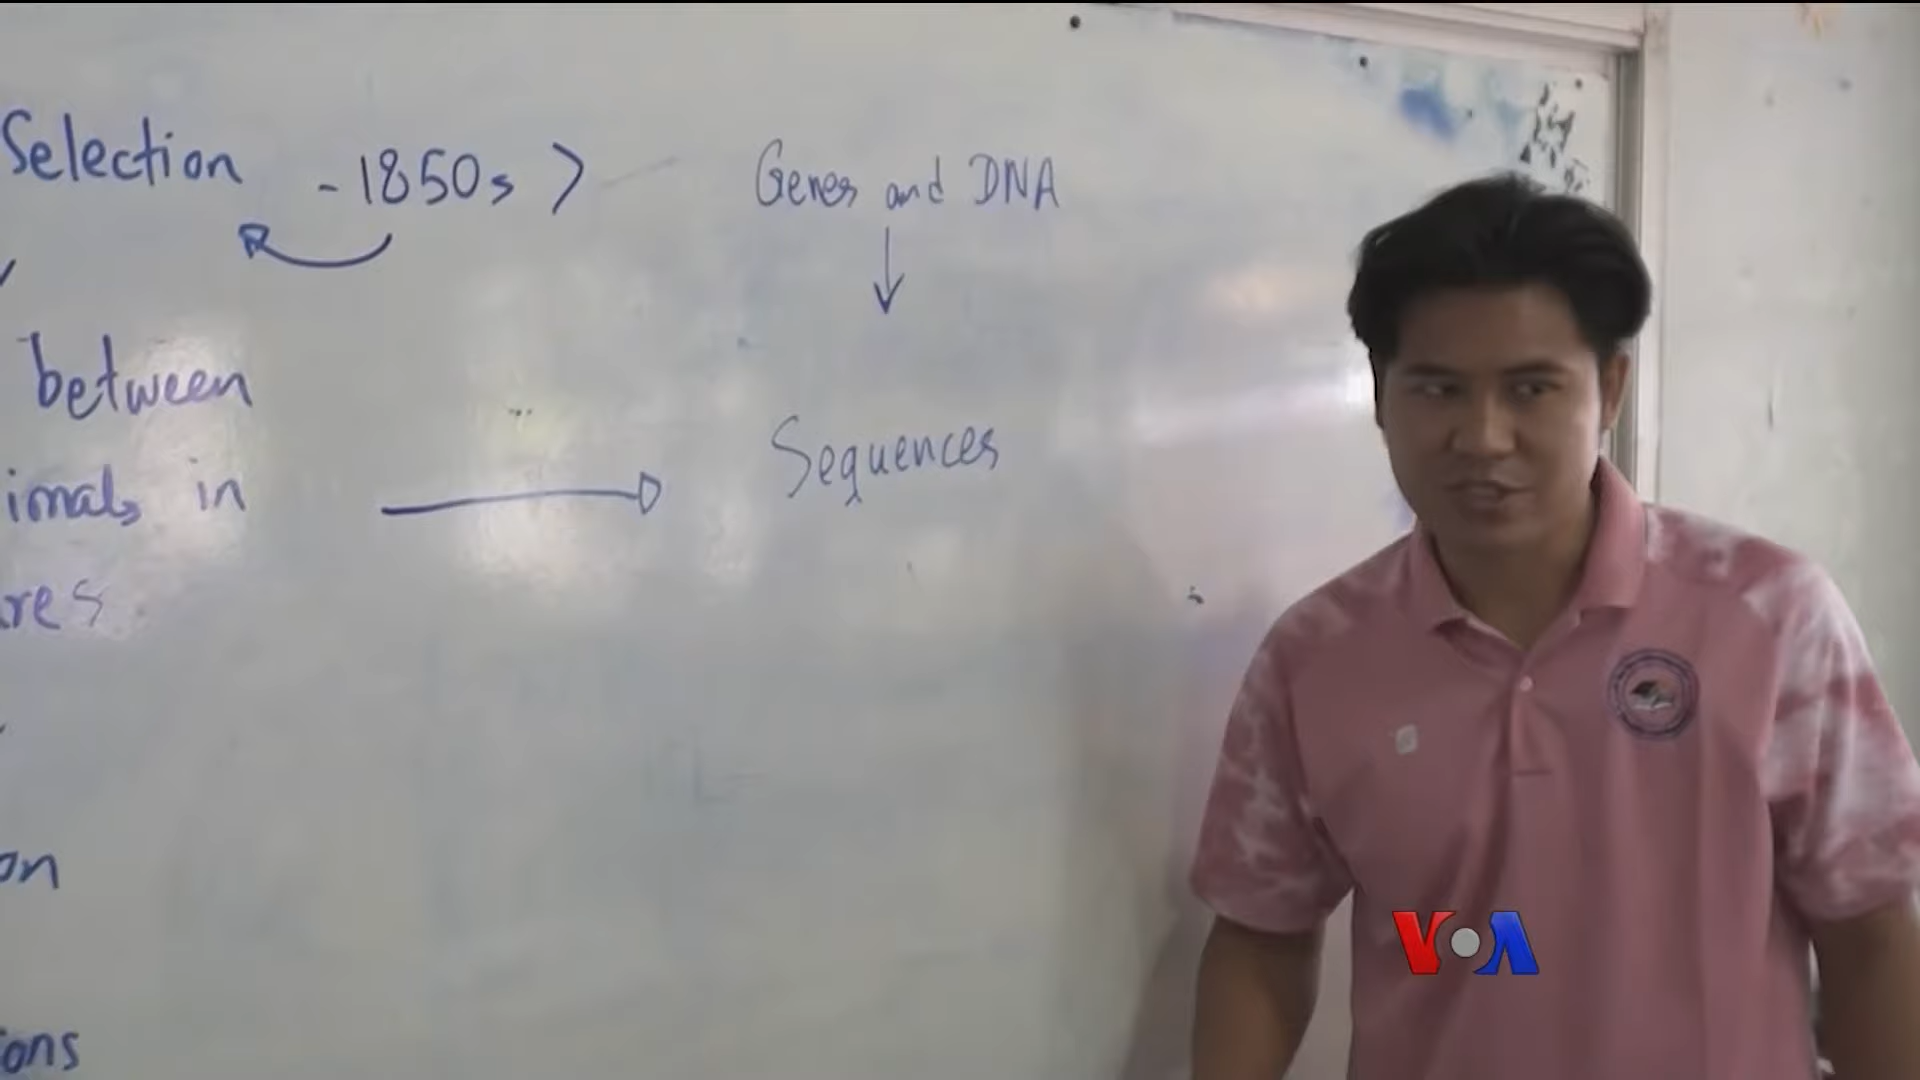 Selection - 1850s > Genes and DNA
between
Sequences
imals in
res
on
ons
VOA